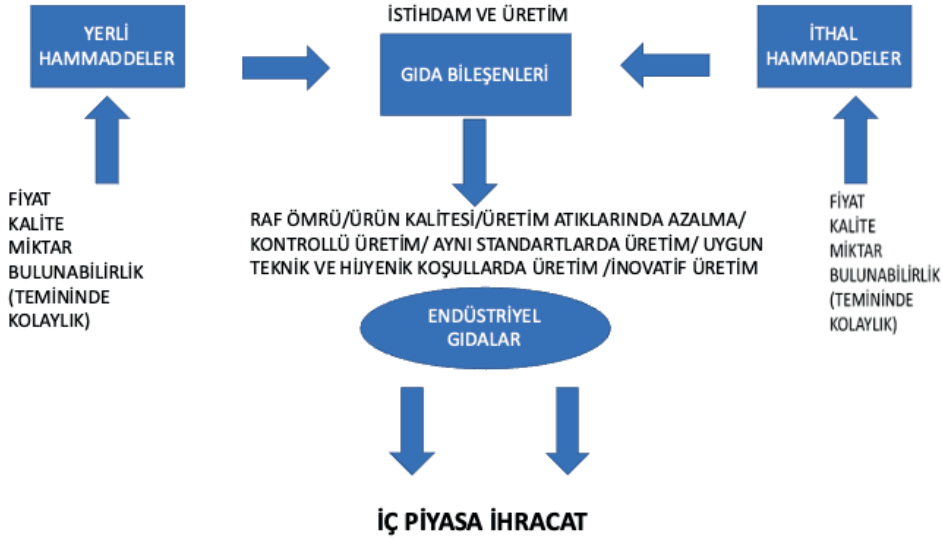 İSTİHDAM VE ÜRETİM
YERLİ
HAMMADDELER
GIDA BİLEŞENLERİ
İTHAL
HAMMADDELER
FİYAT
KALİTE
MİKTAR
BULUNABİLİRLİK
(TEMİNİNDE
KOLAYLIK)
RAF ÖMRÜ/ÜRÜN KALİTESİ/ÜRETİM ATIKLARINDA AZALMA/
KONTROLLÜ ÜRETİM/ AYNI STANDARTLARDA ÜRETİM/ UYGUN
TEKNİK VE HİJYENİK KOŞULLARDA ÜRETİM /İNOVATİF ÜRETİM
FİYAT
KALİTE
MİKTAR
BULUNABİLİRLİK
(TEMİNİNDE
KOLAYLIK)
ENDÜSTRİYEL
GIDALAR
İÇ PİYASA İHRACAT